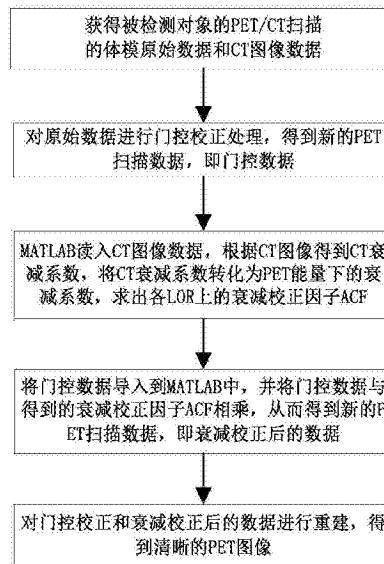 获得被检测对象的PET/CT扫描
的体模原始数据和CT图像数据
对原始数据进行门控校正处理，得到新的PET
扫描数据，即门控数据
MATLAB读入CT图像数据，根据CT图像得到CT衰
减系数，将CT衰减系数转化为PET能量下的衰
减系数，求出各LOR上的衰减校正因子ACF
将门控数据导入到MATLAB中，并将门控数据与
得到的衰减校正因子ACF相乘，从而得到新的P
ET扫描数据，即衰减校正后的数据
对门控校正和衰减校正后的数据进行重建，得
到清晰的PET图像